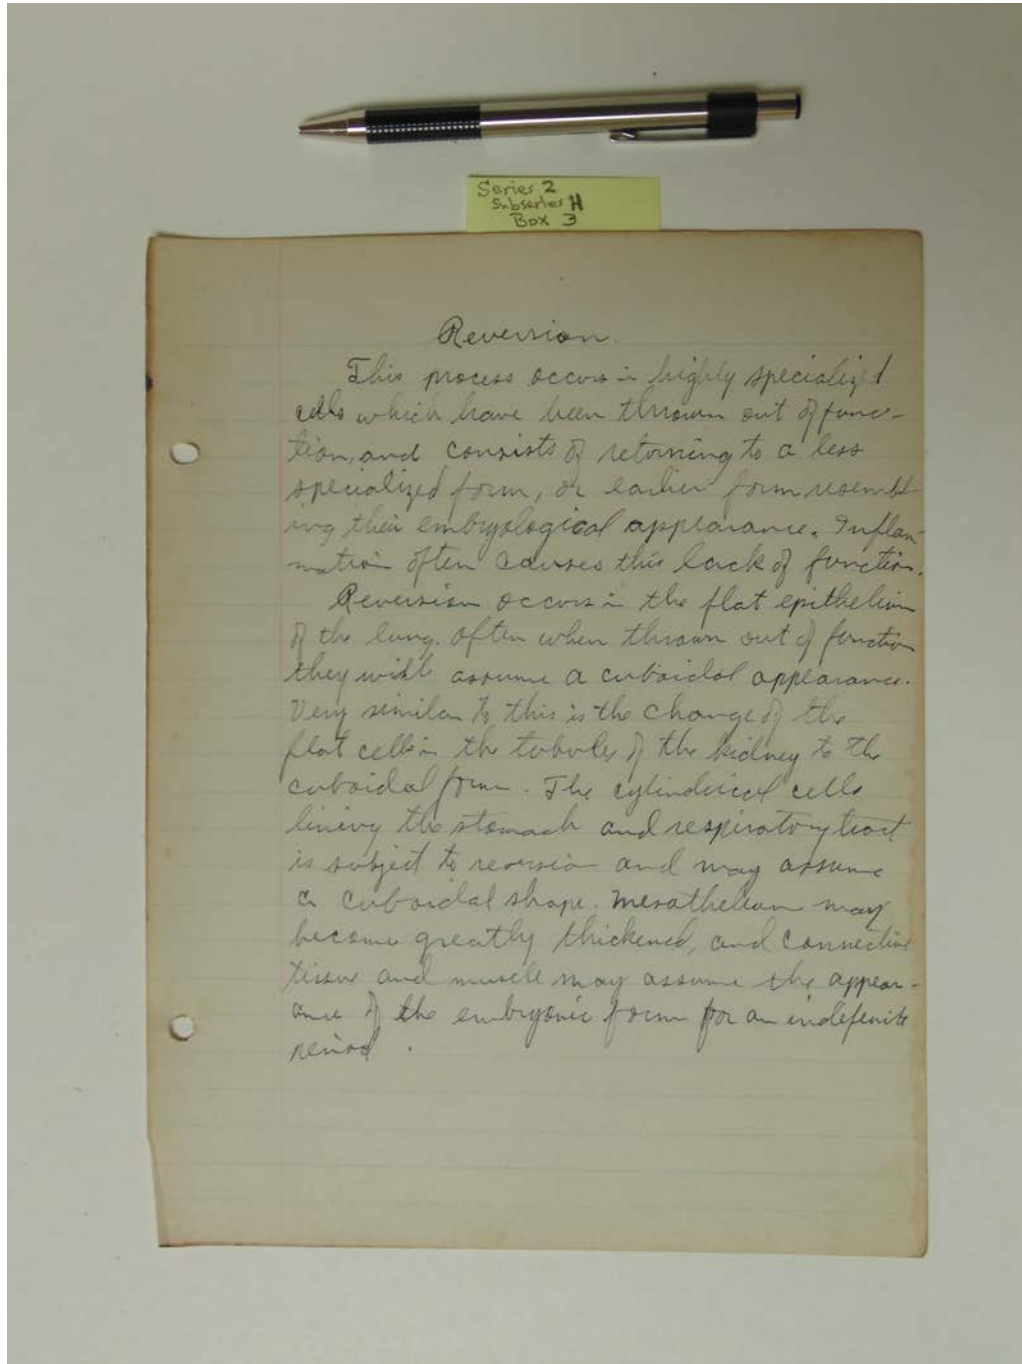 Series 2
Subseries H
Box 3
Reversion
This process occurs in highly specialized
cells which have been thrown out of func-
tion, and consists of returning to a less
specialized form, or earlier form resembl-
ing their embryological appearance. Inflam-
mation often causes this lack of function.
Reversion occurs in the flat epithelium
of the lung. often when thrown out of function
they will assume a cuboidal appearance.
Very similar to this is the change of the
flat cells in the tubules of the kidney to the
cuboidal form. The cylindrical cells
lining the stomach and respiratory tract
is subject to reversion and may assume
a cuboidal shape. Mesothelium may
become greatly thickened, and connective
tissue and muscle may assume the appear-
ance of the embryonic form for an indefenite
period.